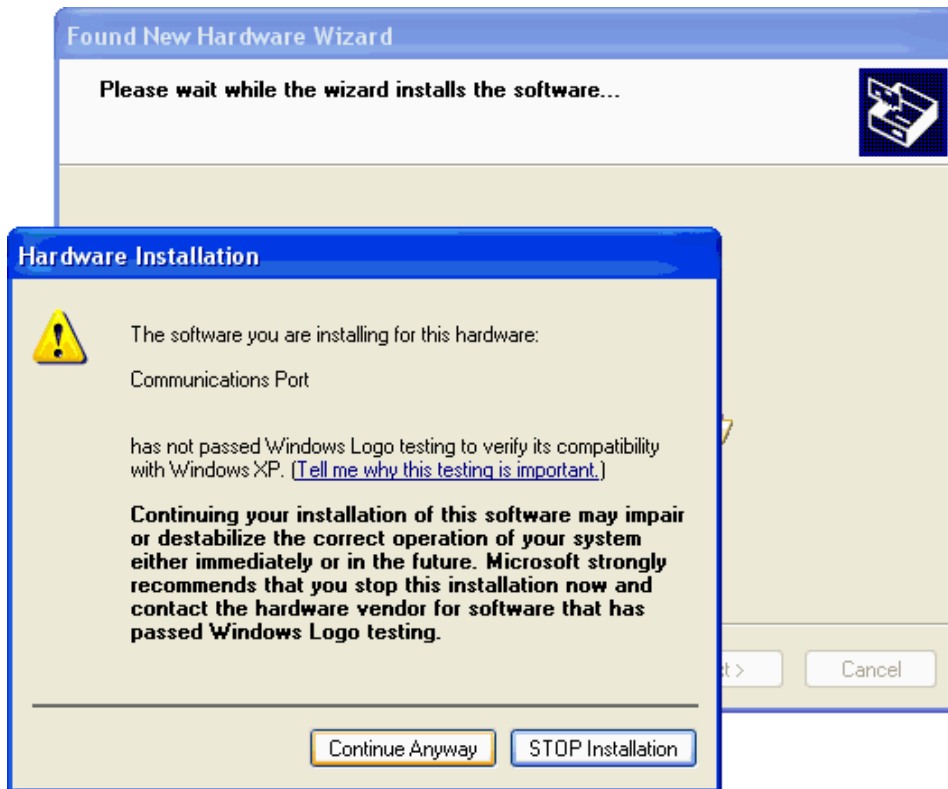 Found New Hardware Wizard
Please wait while the wizard installs the software...
Hardware Installation
The software you are installing for this hardware:
Communications Port
has not passed Windows Logo testing to verify its compatibility
with Windows XP. (Tell me why this testing is important.)
Continuing your installation of this software may impair
or destabilize the correct operation of your system
either immediately or in the future. Microsoft strongly
recommends that you stop this installation now and
contact the hardware vendor for software that has
passed Windows Logo testing.
Cancel
Continue Anyway
STOP Installation